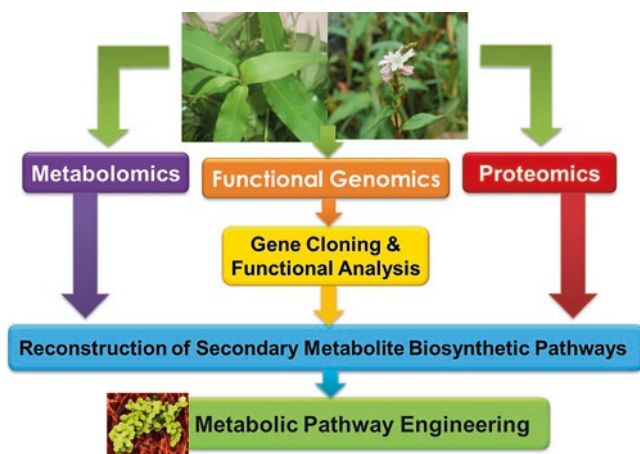 Metabolomics
Functional Genomics
Proteomics
Gene Cloning &
Functional Analysis
Reconstruction of Secondary Metabolite Biosynthetic Pathways
Metabolic Pathway Engineering